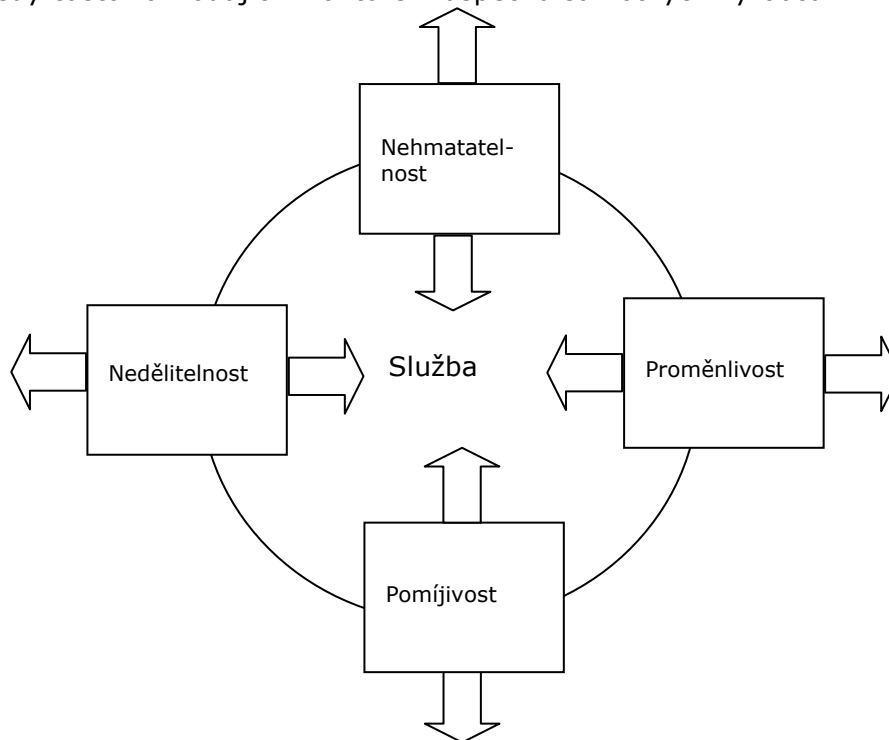 Nehmatatel-
nost
Nedělitelnost
Služba
Proměnlivost
Pomíjivost